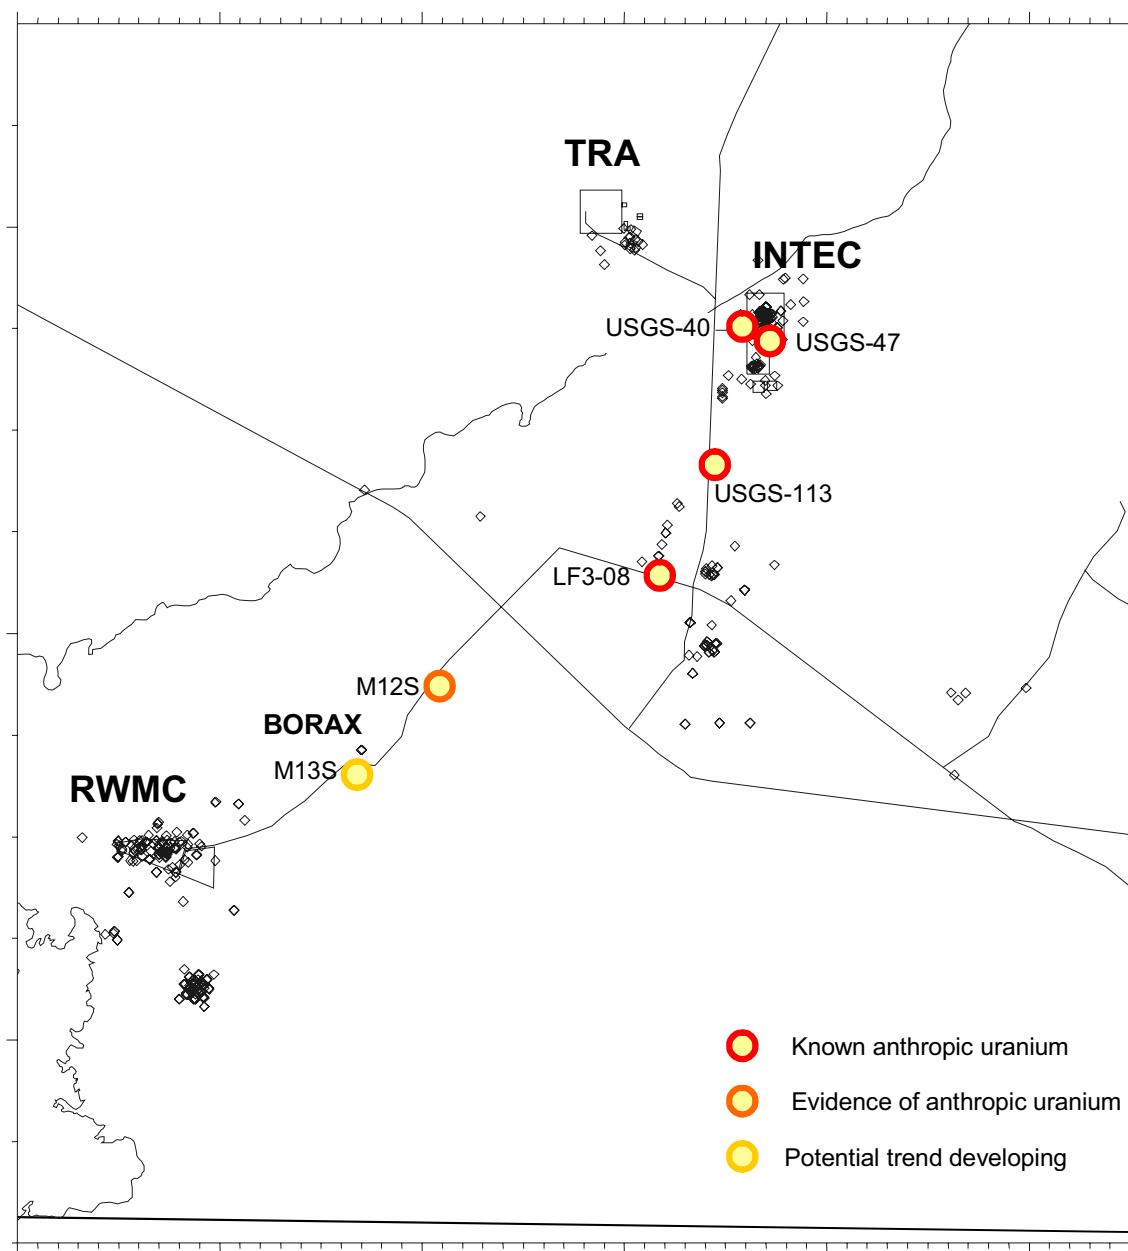 TRA
INTEC
USGS-40
USGS-47
USGS-113
LF3-08
M12S
BORAX
M13S
RWMC
Known anthropic uranium
Evidence of anthropic uranium
Potential trend developing